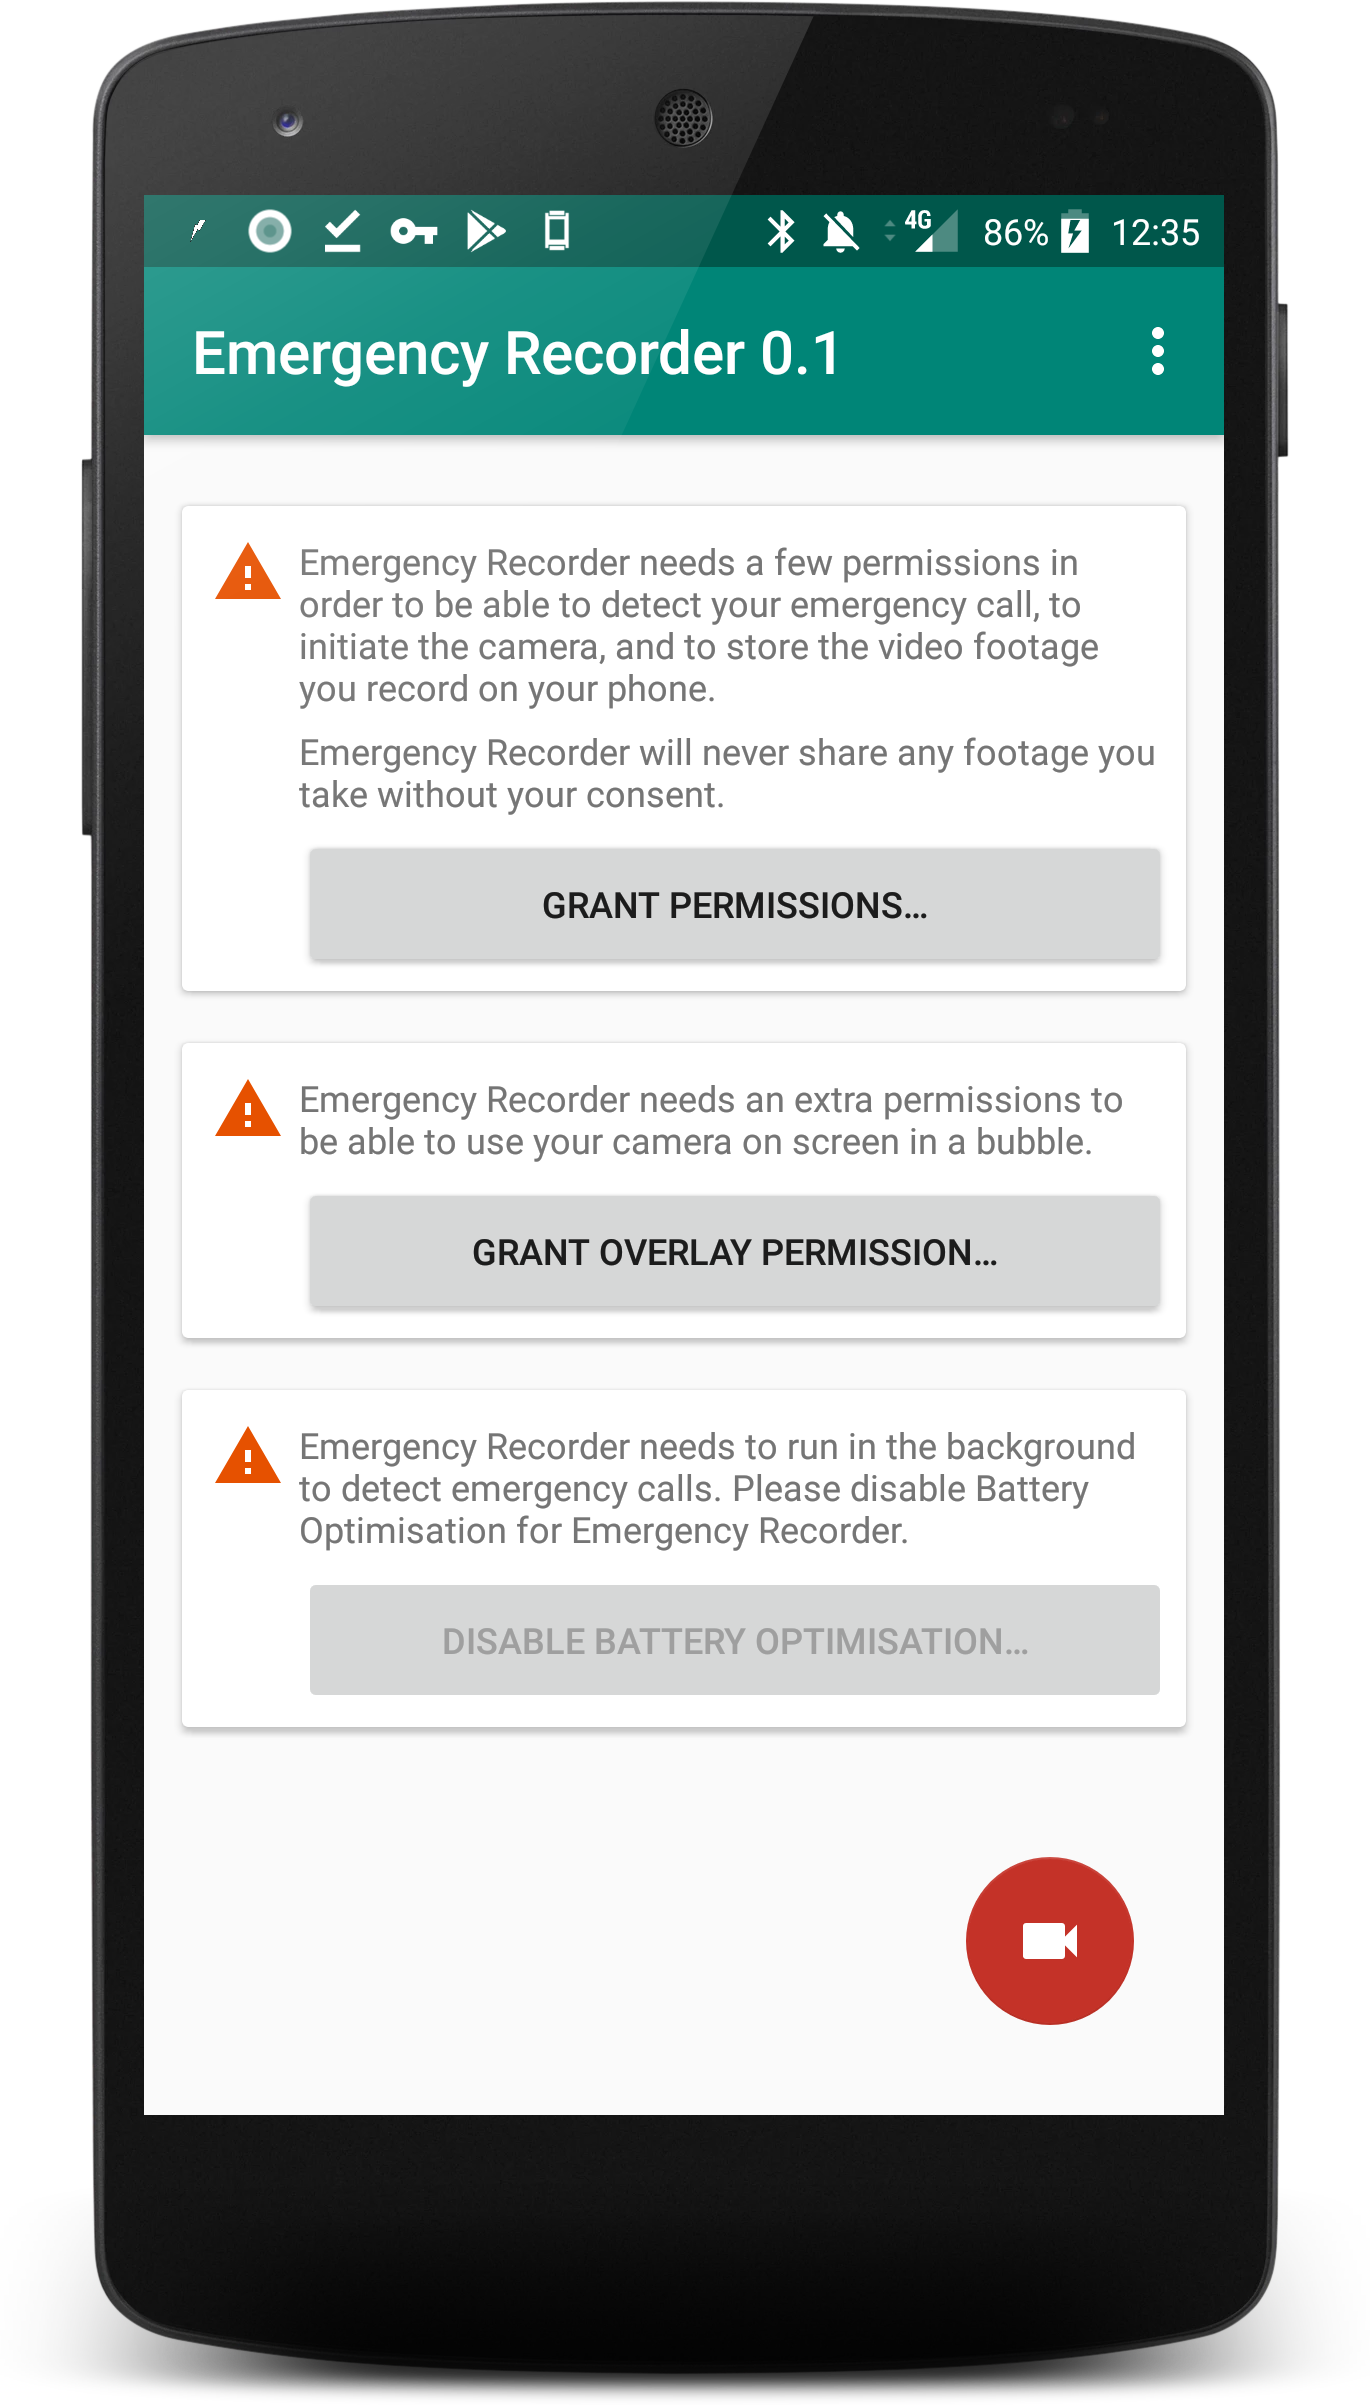 4G 86% 12:35
Emergency Recorder 0.1
Emergency Recorder needs a few permissions in
order to be able to detect your emergency call, to
initiate the camera, and to store the video footage
you record on your phone.
Emergency Recorder will never share any footage you
take without your consent.
GRANT PERMISSIONS…
Emergency Recorder needs an extra permissions to
be able to use your camera on screen in a bubble.
GRANT OVERLAY PERMISSION…
Emergency Recorder needs to run in the background
to detect emergency calls. Please disable Battery
Optimisation for Emergency Recorder.
DISABLE BATTERY OPTIMISATION…